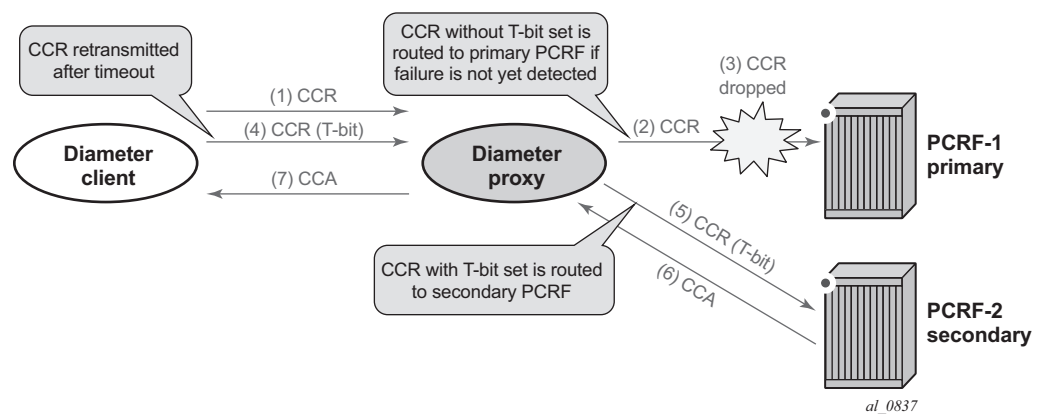 CCR retransmitted
after timeout
CCR without T-bit set is
routed to primary PCRF if
failure is not yet detected
(3) CCR
dropped
(1) CCR
(4) CCR (T-bit)
(2) CCR
Diameter
client
Diameter
proxy
PCRF-1
primary
(7) CCA
(5) CCR (T-bit)
(6) CCA
CCR with T-bit set is routed
to secondary PCRF
PCRF-2
secondary
al_0837